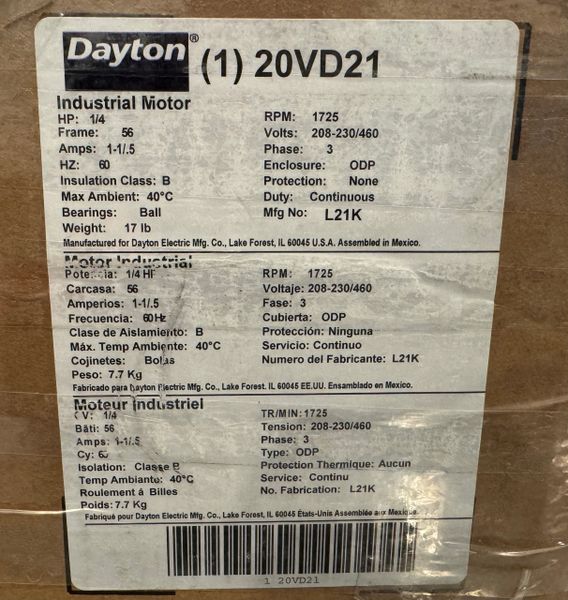 Dayton® (1) 20VD21
Industrial Motor
HP: 1/4 RPM: 1725
Frame: 56 Volts: 208-230/460
Amps: 1-1/.5 Phase: 3
HZ: 60 Enclosure: ODP
Insulation Class: B Protection: None
Max Ambient: 40°C Duty: Continuous
Bearings: Ball Mfg No: L21K
Weight: 17 lb
Manufactured for Dayton Electric Mfg. Co., Lake Forest, IL 60045 U.S.A. Assembled in Mexico.
Motor Industrial
Potencia: 1/4 HP RPM: 1725
Carcasa: 56 Voltaje: 208-230/460
Amperios: 1-1/.5 Fase: 3
Frecuencia: 60Hz Cubierta: ODP
Clase de Aislamiento: B Protección: Ninguna
Máx. Temp Ambiente: 40°C Servicio: Continuo
Cojinetes: Bolas Numero del Fabricante: L21K
Peso: 7.7 Kg
Fabricado para Dayton Electric Mfg. Co., Lake Forest, IL 60045 EE.UU. Ensamblado en Mexico.
Moteur Industriel
CV: 1/4 TR/MIN: 1725
Bâti: 56 Tension: 208-230/460
Amps: 1-1/.5 Phase: 3
Cy: 60 Type: ODP
Isolation: Classe B Protection Thermique: Aucun
Temp Ambiante: 40°C Service: Continu
Roulement à Billes No. Fabrication: L21K
Poids: 7.7 Kg
Fabriqué pour Dayton Electric Mfg. Co., Lake Forest, IL 60045 Etats-Unis Assemblée aux Mexique.
1 20VD21